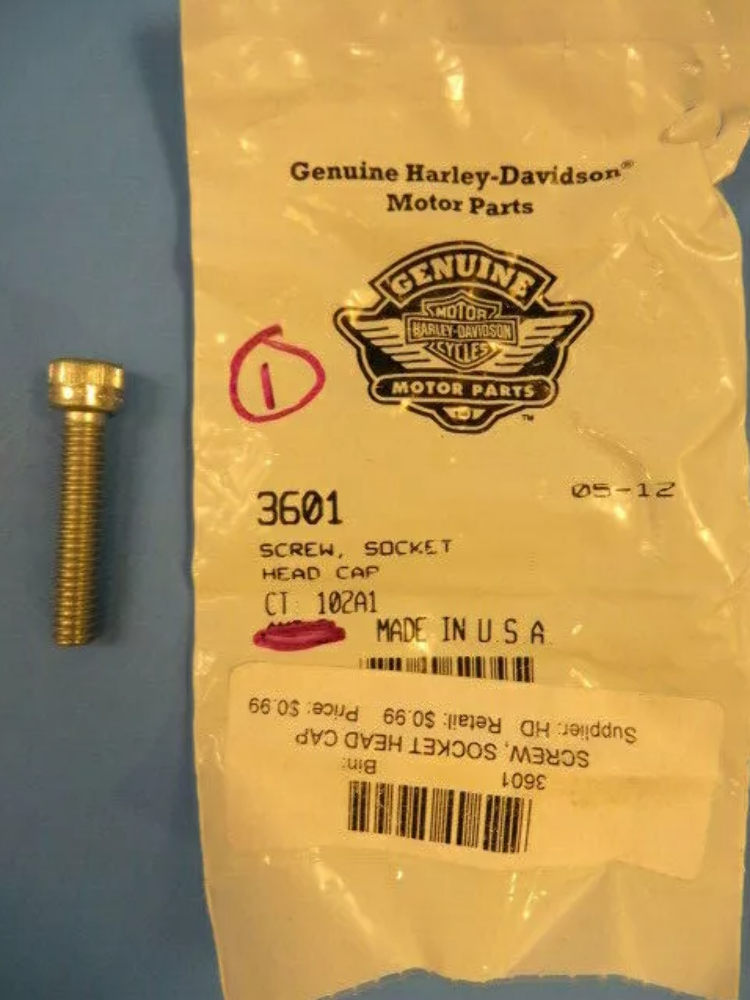 Genuine Harley-Davidson®
Motor Parts
GENUINE
MOTOR
HARLEY-DAVIDSON
CYCLES
MOTOR PARTS
™
1
3601
05-12
SCREW, SOCKET
HEAD CAP
CT 102A1
MADE IN U.S.A.
3601
Bin:
SCREW, SOCKET HEAD CAP
Supplier: HD Retail: $0.99 Price: $0.99